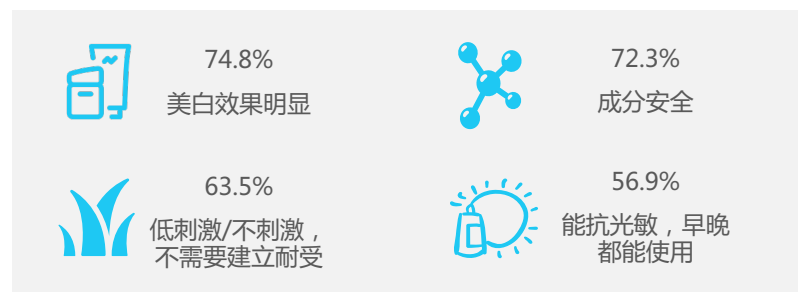 74.8%
美白效果明显
72.3%
成分安全
63.5%
低刺激/不刺激，
不需要建立耐受
56.9%
能抗光敏，早晚
都能使用